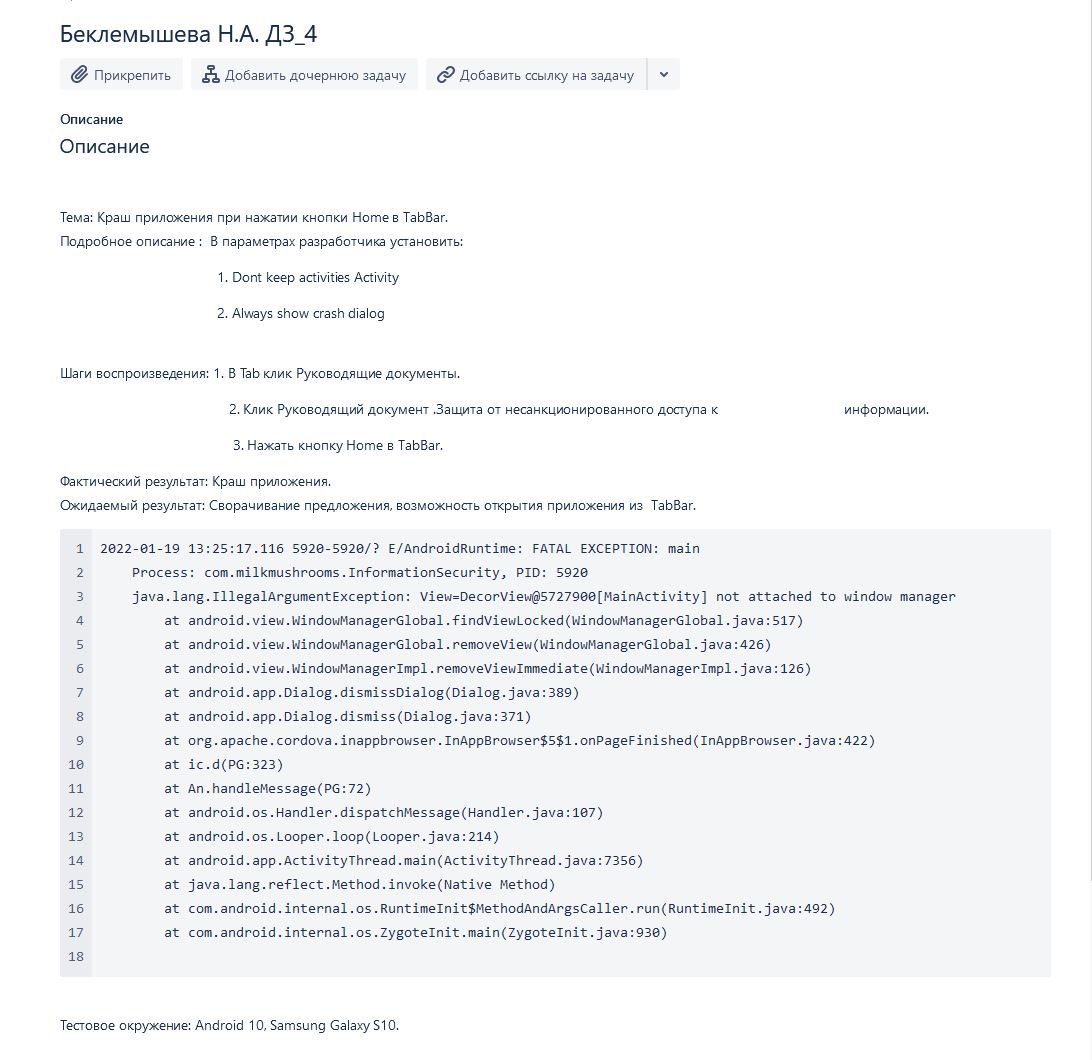 Беклемышева Н.А. ДЗ_4
Прикрепить Добавить дочернюю задачу Добавить ссылку на задачу
Описание
Описание
Тема: Краш приложения при нажатии кнопки Home в TabBar.
Подробное описание : В параметрах разработчика установить:
1. Dont keep activities Activity
2. Always show crash dialog
Шаги воспроизведения: 1. В Tab клик Руководящие документы.
2. Клик Руководящий документ .Защита от несанкционированного доступа к информации.
3. Нажать кнопку Home в TabBar.
Фактический результат: Краш приложения.
Ожидаемый результат: Сворачивание предложения, возможность открытия приложения из TabBar.
1 2022-01-19 13:25:17.116 5920-5920/? E/AndroidRuntime: FATAL EXCEPTION: main
2 Process: com.milkmushrooms.InformationSecurity, PID: 5920
3 java.lang.IllegalArgumentException: View=DecorView@5727900[MainActivity] not attached to window manager
4 at android.view.WindowManagerGlobal.findViewLocked(WindowManagerGlobal.java:517)
5 at android.view.WindowManagerGlobal.removeView(WindowManagerGlobal.java:426)
6 at android.view.WindowManagerImpl.removeViewImmediate(WindowManagerImpl.java:126)
7 at android.app.Dialog.dismissDialog(Dialog.java:389)
8 at android.app.Dialog.dismiss(Dialog.java:371)
9 at org.apache.cordova.inappbrowser.InAppBrowser$5$1.onPageFinished(InAppBrowser.java:422)
10 at ic.d(PG:323)
11 at An.handleMessage(PG:72)
12 at android.os.Handler.dispatchMessage(Handler.java:107)
13 at android.os.Looper.loop(Looper.java:214)
14 at android.app.ActivityThread.main(ActivityThread.java:7356)
15 at java.lang.reflect.Method.invoke(Native Method)
16 at com.android.internal.os.RuntimeInit$MethodAndArgsCaller.run(RuntimeInit.java:492)
17 at com.android.internal.os.ZygoteInit.main(ZygoteInit.java:930)
18
Тестовое окружение: Android 10, Samsung Galaxy S10.